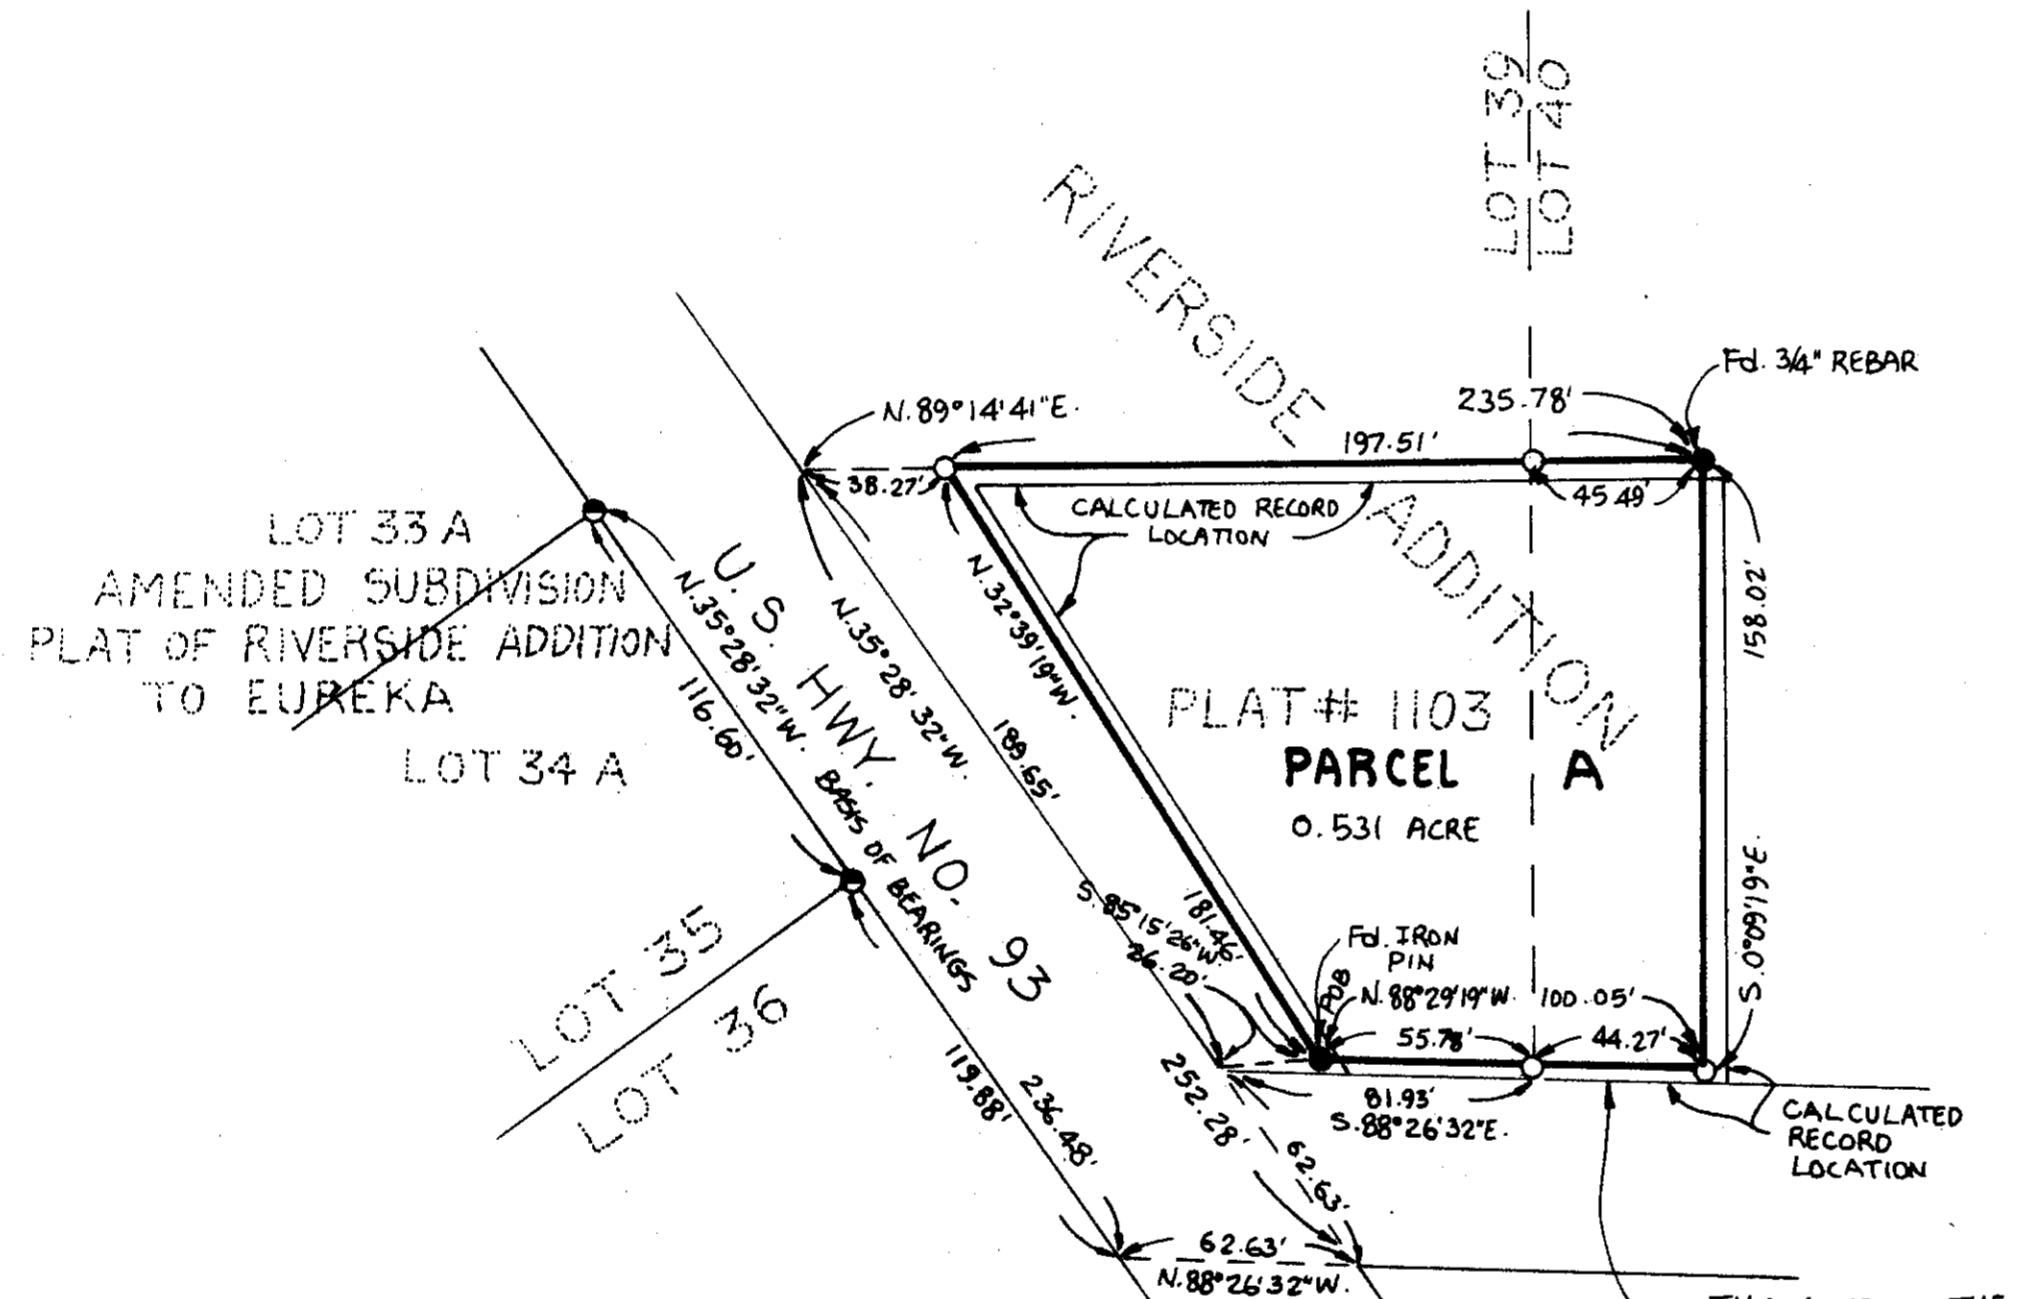 LOT 39
LOT 40
RIVERSIDE ADDITION
Fd. 3/4" REBAR
235.78'
N.89°14'41"E.
197.51'
38.27'
45.49'
CALCULATED RECORD
LOCATION
LOT 33 A
AMENDED SUBDIVISION
PLAT OF RIVERSIDE ADDITION
TO EUREKA
LOT 34 A
N.35°28'32"W.
116.60'
BASIS OF BEARINGS
U.S. HWY. NO. 93
N.35°28'32"W.
189.65'
N.32°39'19"W.
181.46'
158.02'
S.0°09'19"E.
PLAT # 1103
PARCEL A
0.531 ACRE
S.85°15'26"W.
26.20'
Fd. IRON
PIN
POB
N.88°29'19"W. 100.05'
55.78'
44.27'
LOT 35
LOT 36
119.88'
236.48'
252.28'
62.63'
81.93'
S.88°26'32"E.
CALCULATED
RECORD
LOCATION
62.63'
N.88°26'32"W.